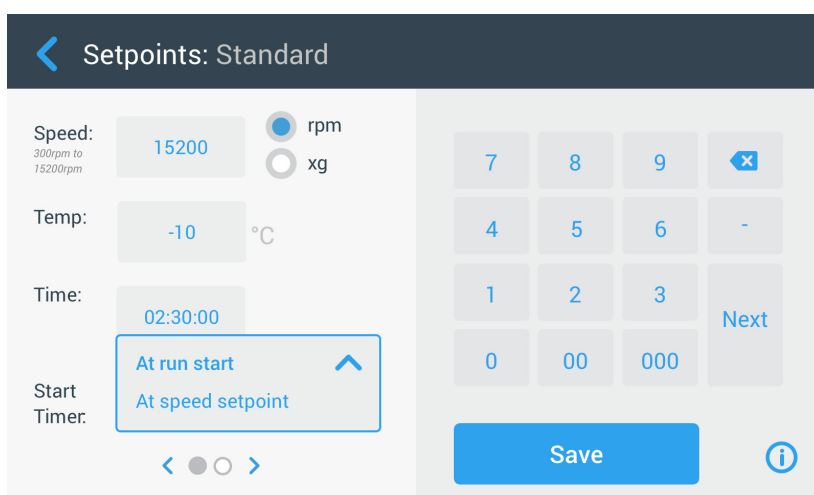 Setpoints: Standard
Speed:
300rpm to
15200rpm
15200
rpm
xg
Temp:
-10
°C
Time:
02:30:00
Start
Timer:
At run start
At speed setpoint
7 8 9
4 5 6 -
1 2 3
Next
0 00 000
Save